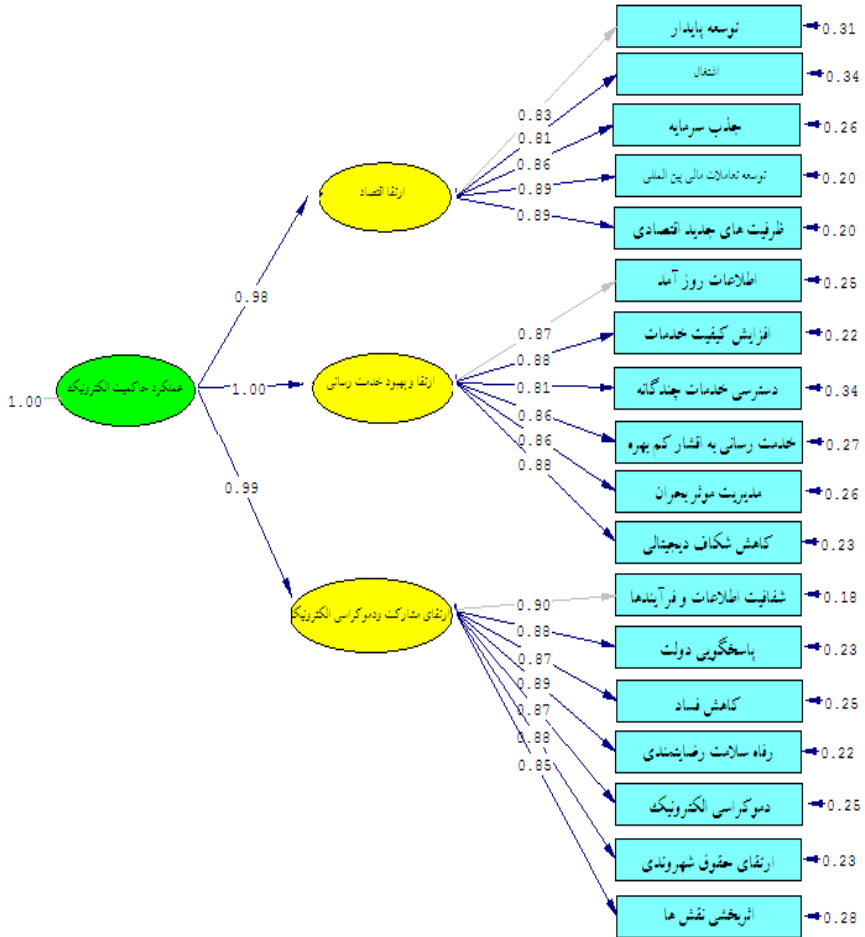 توسعه پایدار
0.31
اشتغال
0.34
0.83
0.81
جذب سرمایه
0.26
0.86
توسعه تعاملات مالی بین المللی
0.20
ارتقا اقتصاد
0.89
0.89
ظرفیت های جدید اقتصادی
0.20
اطلاعات روز آمد
0.25
0.98
0.87
افزایش کیفیت خدمات
0.22
0.88
عملکرد حاکمیت الکترونیک
1.00
1.00
ارتقا و بهبود خدمت رسانی
0.81
دسترسی خدمات چندگانه
0.34
0.86
خدمت رسانی به اقشار کم بهره
0.27
0.86
0.88
مدیریت موثر بحران
0.26
0.99
کاهش شکاف دیجیتالی
0.23
شفافیت اطلاعات و فرآیندها
0.18
0.90
ارتقای مشارکت ودموکراسی الکترونیک
0.88
پاسخگویی دولت
0.23
0.87
0.89
کاهش فساد
0.25
0.87
0.88
رفاه سلامت رضایتمندی
0.22
0.85
دموکراسی الکترونیک
0.25
ارتقای حقوق شهروندی
0.23
اثربخشی نقش ها
0.28